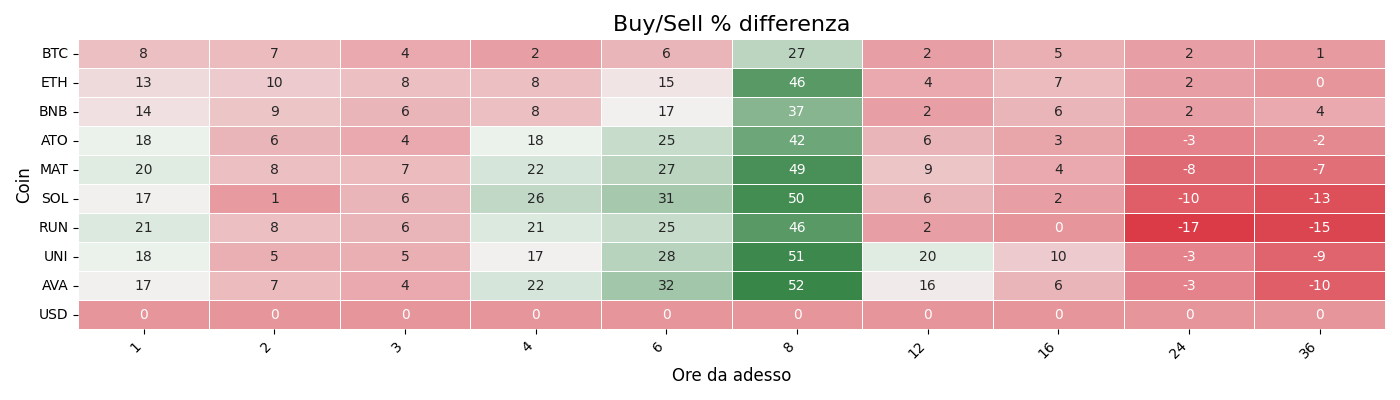 Buy/Sell % differenza
Coin
BTC 8 7 4 2 6 27 2 5 2 1
ETH 13 10 8 8 15 46 4 7 2 0
BNB 14 9 6 8 17 37 2 6 2 4
ATO 18 6 4 18 25 42 6 3 -3 -2
MAT 20 8 7 22 27 49 9 4 -8 -7
SOL 17 1 6 26 31 50 6 2 -10 -13
RUN 21 8 6 21 25 46 2 0 -17 -15
UNI 18 5 5 17 28 51 20 10 -3 -9
AVA 17 7 4 22 32 52 16 6 -3 -10
USD 0 0 0 0 0 0 0 0 0 0
1 2 3 4 6 8 12 16 24 36
Ore da adesso